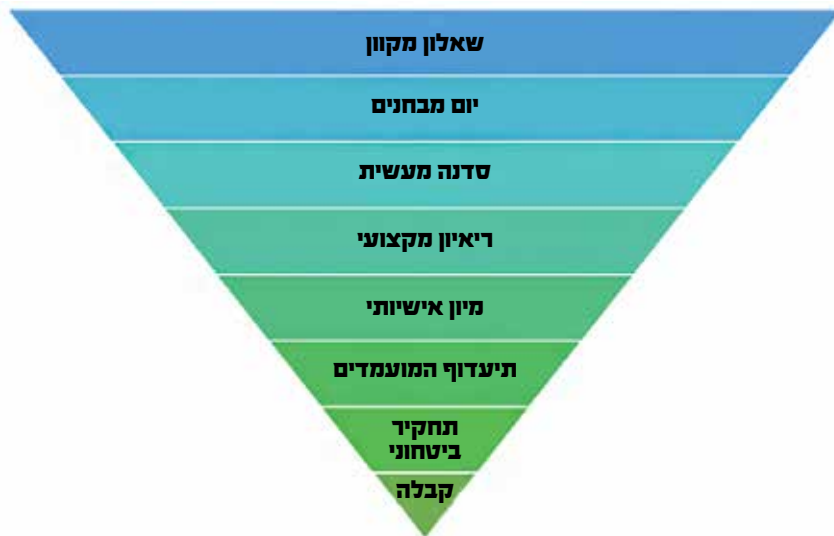 שאלון מקוון
יום מבחנים
סדנה מעשית
ריאיון מקצועי
מיון אישיותי
תיעדוף המועמדים
תחקיר
ביטחוני
קבלה